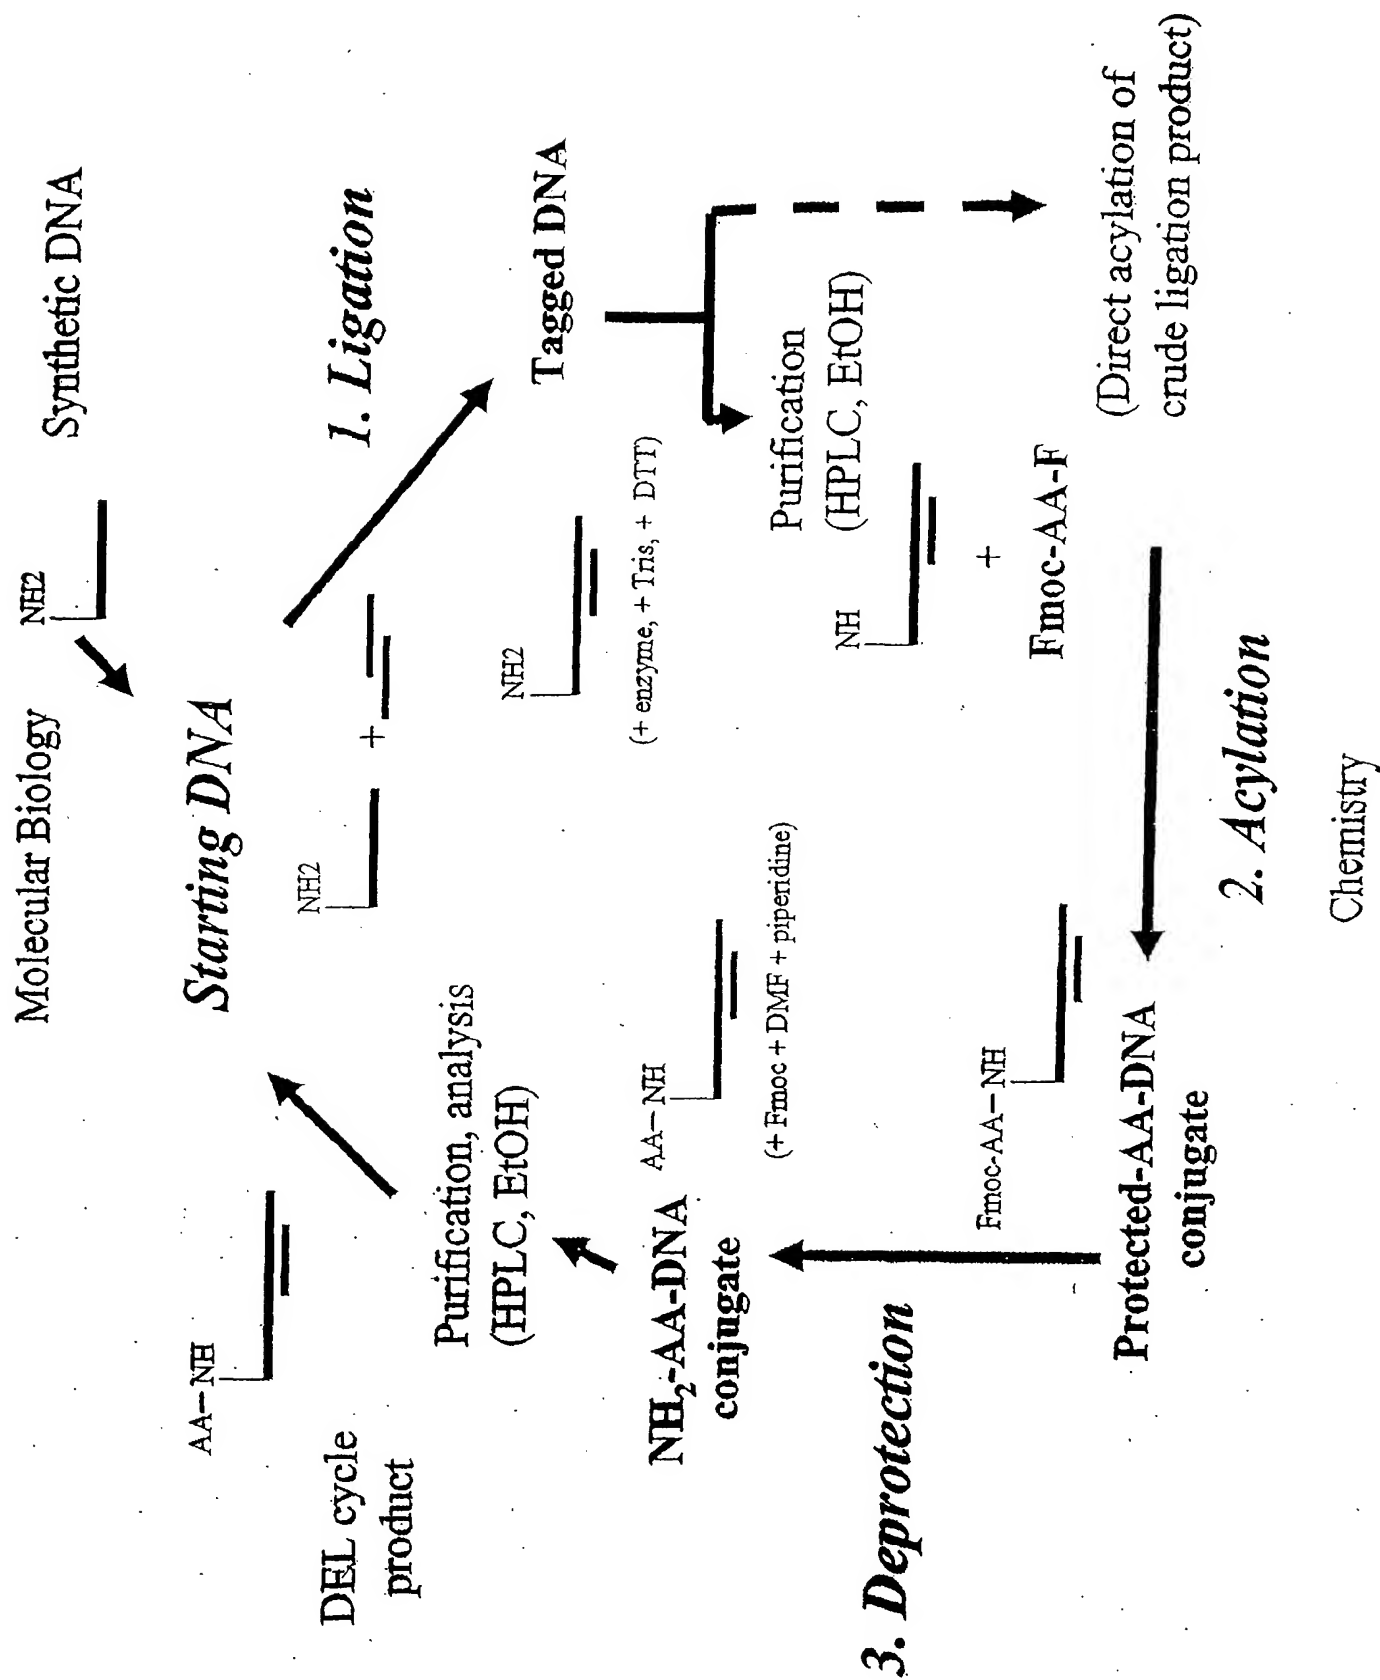 Molecular Biology
Synthetic DNA
NH2
Starting DNA
NH2
+
1. Ligation
Tagged DNA
NH2
(+ enzyme, + Tris, + DTT)
Purification
(HPLC, EtOH)
NH
+
Fmoc-AA-F
(Direct acylation of
crude ligation product)
2. Acylation
Chemistry
Fmoc-AA—NH
Protected-AA-DNA
conjugate
3. Deprotection
AA—NH
(+ Fmoc + DMF + piperidine)
NH₂-AA-DNA
conjugate
Purification, analysis
(HPLC, EtOH)
AA—NH
DEL cycle
product